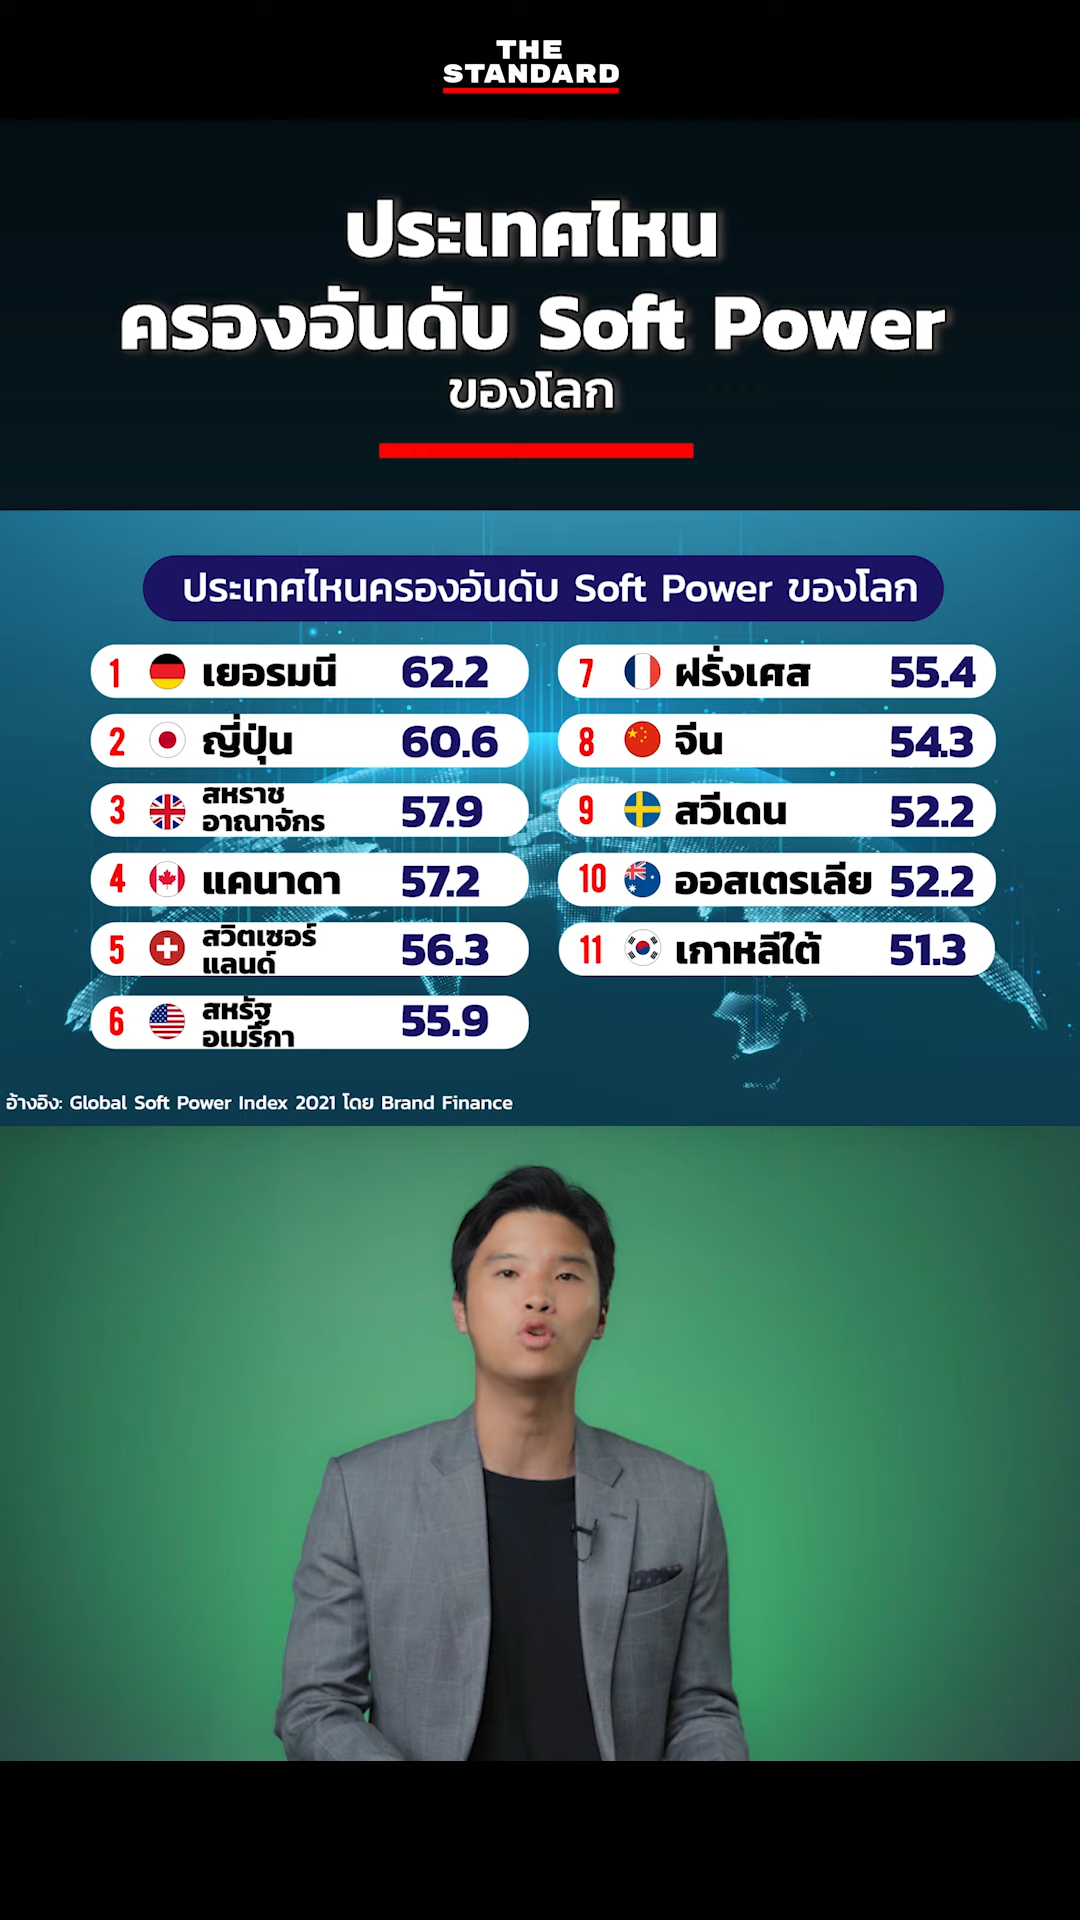 THE
STANDARD
ประเทศไหน
ครองอันดับ Soft Power
ของโลก
ประเทศไหนครองอันดับ Soft Power ของโลก
1 เยอรมนี 62.2
2 ญี่ปุ่น 60.6
3 สหราช
อาณาจักร 57.9
4 แคนาดา 57.2
5 สวิตเซอร์
แลนด์ 56.3
6 สหรัฐ
อเมริกา 55.9
7 ฝรั่งเศส 55.4
8 จีน 54.3
9 สวีเดน 52.2
10 ออสเตรเลีย 52.2
11 เกาหลีใต้ 51.3
อ้างอิง: Global Soft Power Index 2021 โดย Brand Finance